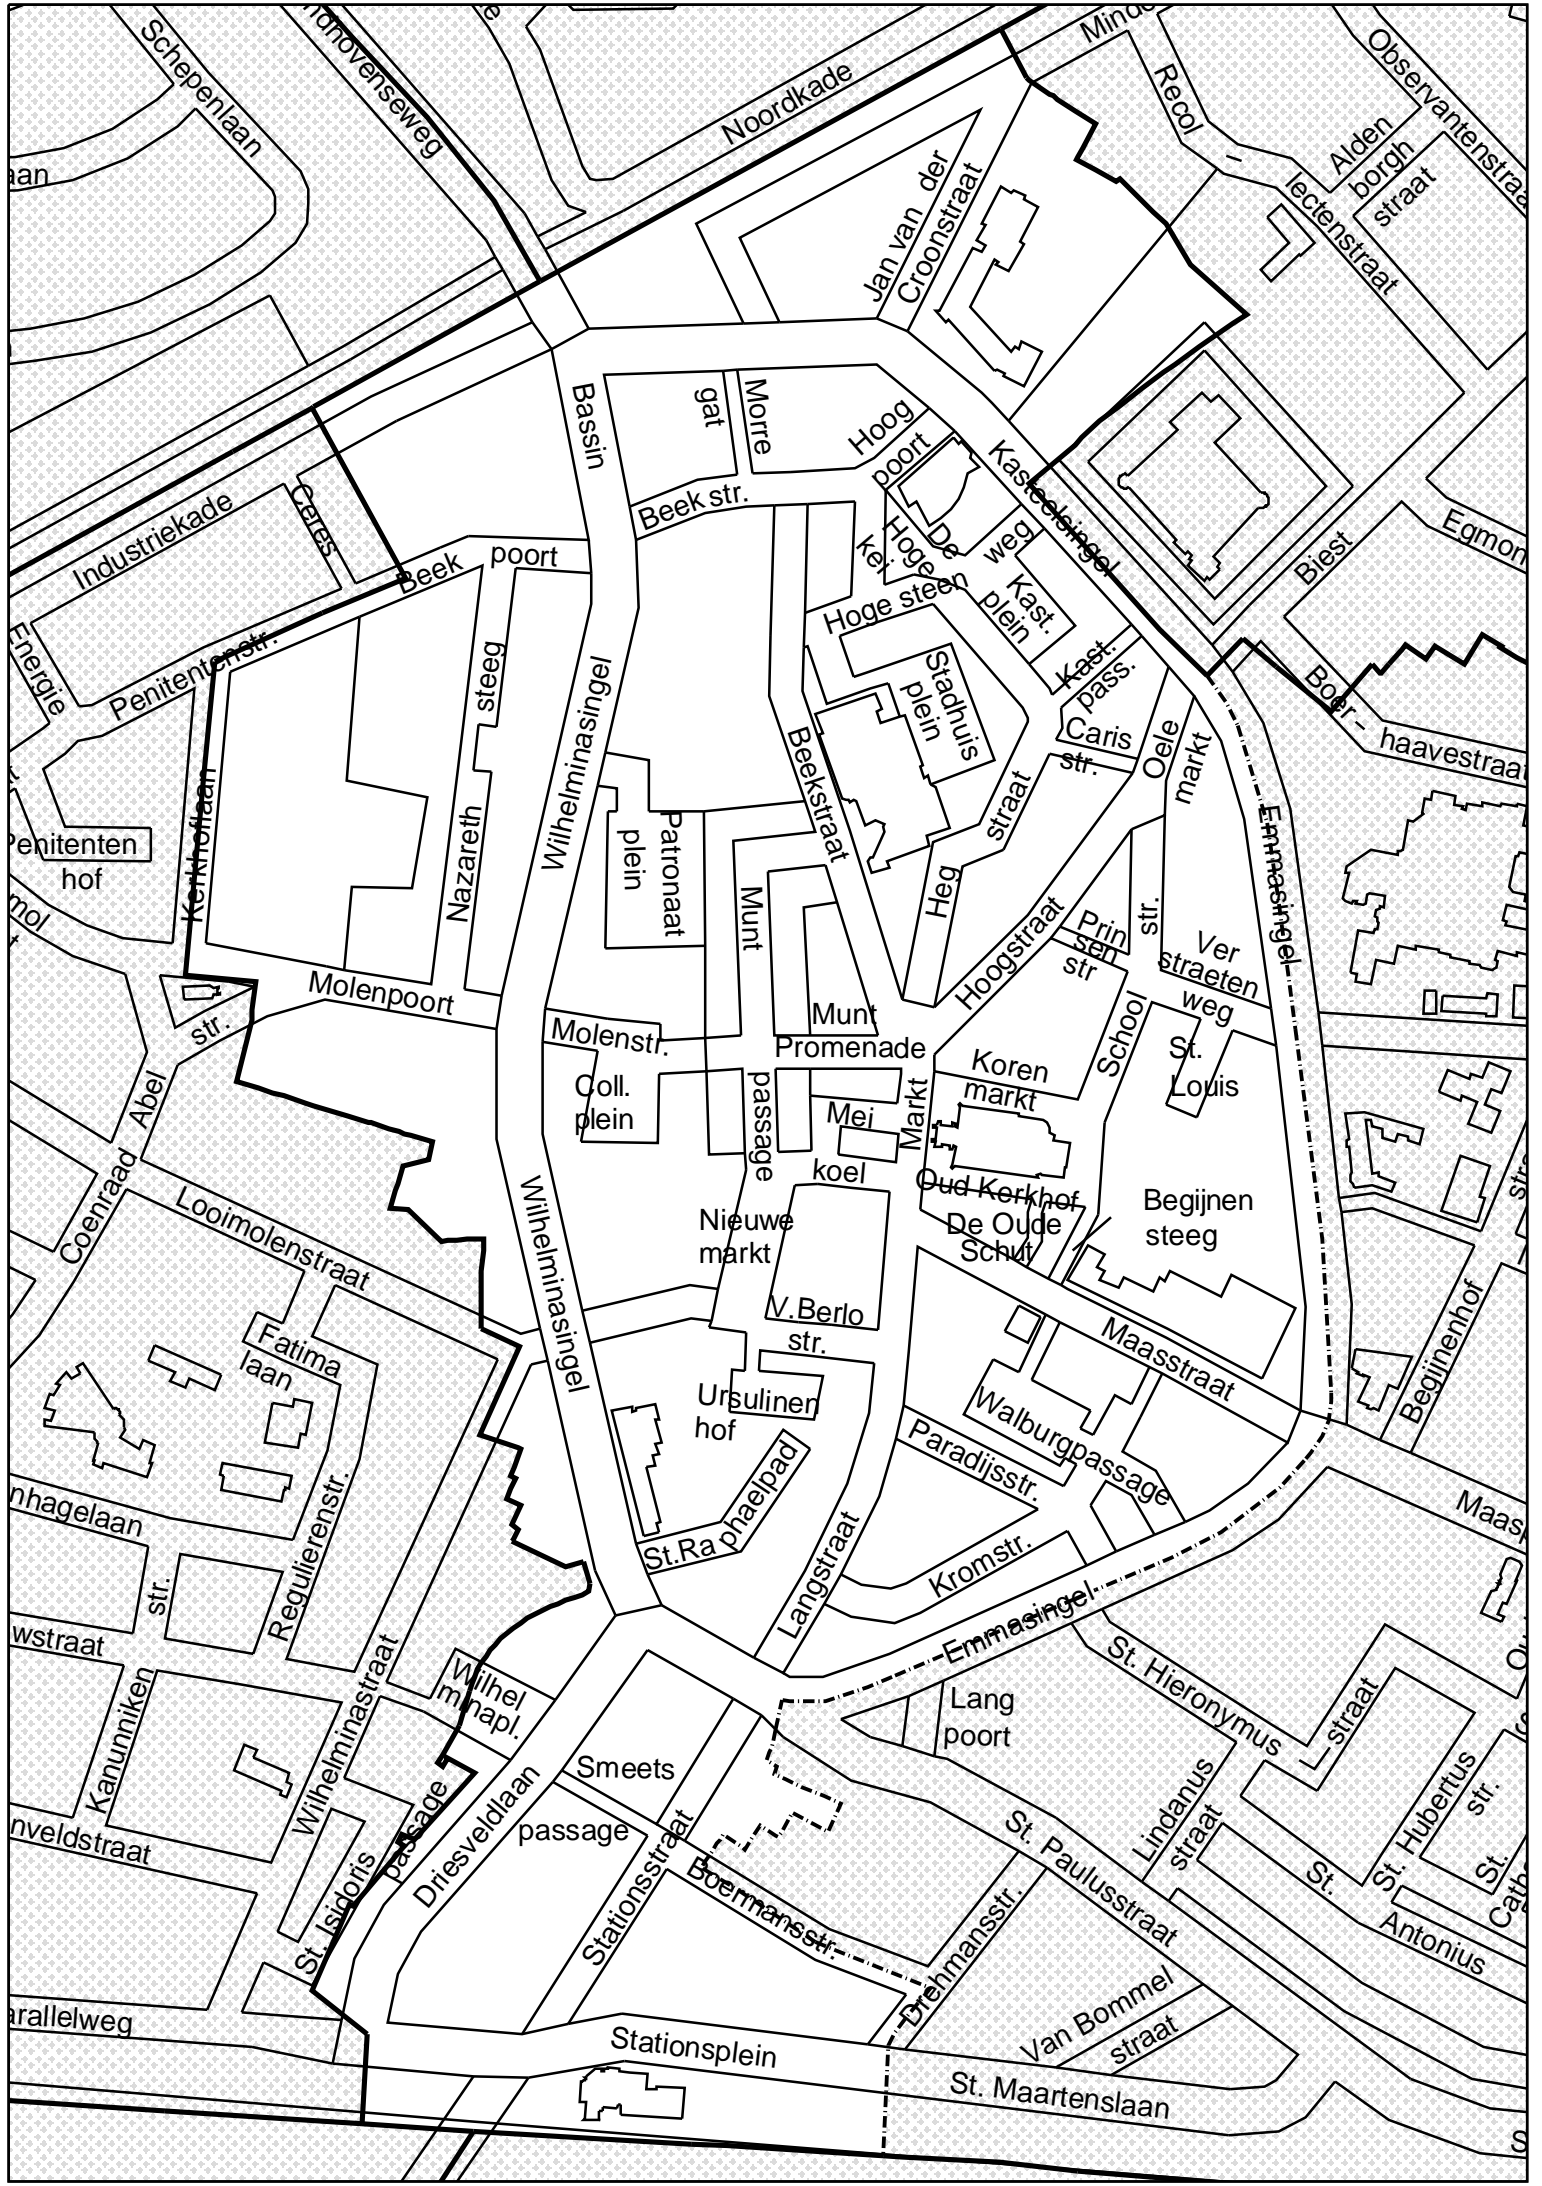 Schepenlaan
ndhovenseweg
Noordkade
Recol
–
lectenstraat
Observantenstraa
Alden
borgh
straat
aan
Jan van der
Croonstraat
Bassin
Morre
gat
Hoog
poort
Kasteelsingel
Beek str.
De
weg
Hoge
kei
Hoge steen
Kast.
plein
Kast.
pass.
Egmon
Biest
Boer –
haavestraat
Industriekade
Ceres
Beek
poort
Penitentenstr.
Energie
Penitenten
hof
Kerkhoflaan
mol
Nazareth
steeg
Wilhelminasingel
Stadhuis
plein
Caris
str.
Oele
markt
Beekstraat
Heg
straat
Patronaat
plein
Emmasingel
Munt
Hoogstraat
Prin
sen
str
str.
Ver
straeten
weg
Molenpoort
str.
Molenstr.
Munt
Promenade
Koren
markt
School
St.
Louis
Coll.
plein
passage
Mei
koel
Markt
Abel
Coenraad
Looimolenstraat
Oud Kerkhof
De Oude
Schut
Begijnen
steeg
Nieuwe
markt
Wilhelminasingel
V.Berlo
str.
Maasstraat
Begijnenhof
Fatima
laan
Ursulinen
hof
Walburgpassage
Paradijsstr.
St.Ra
phaelpad
nhagelaan
Regulierenstr.
str.
Langstraat
Kromstr.
Emmasingel
wstraat
Kanunniken
Wilhelminastraat
Wilhel
minapl.
Lang
poort
St. Hieronymus
– straat
Smeets
passage
Driesveldlaan
Stationsstraat
passage
St. Isidoris
nveldstraat
Boermansstr.
St. Paulusstraat
Lindanus
straat
St. Hubertus
str.
St.
Antonius
St.
Drehmansstr.
Van Bommel
straat
arallelweg
Stationsplein
St. Maartenslaan